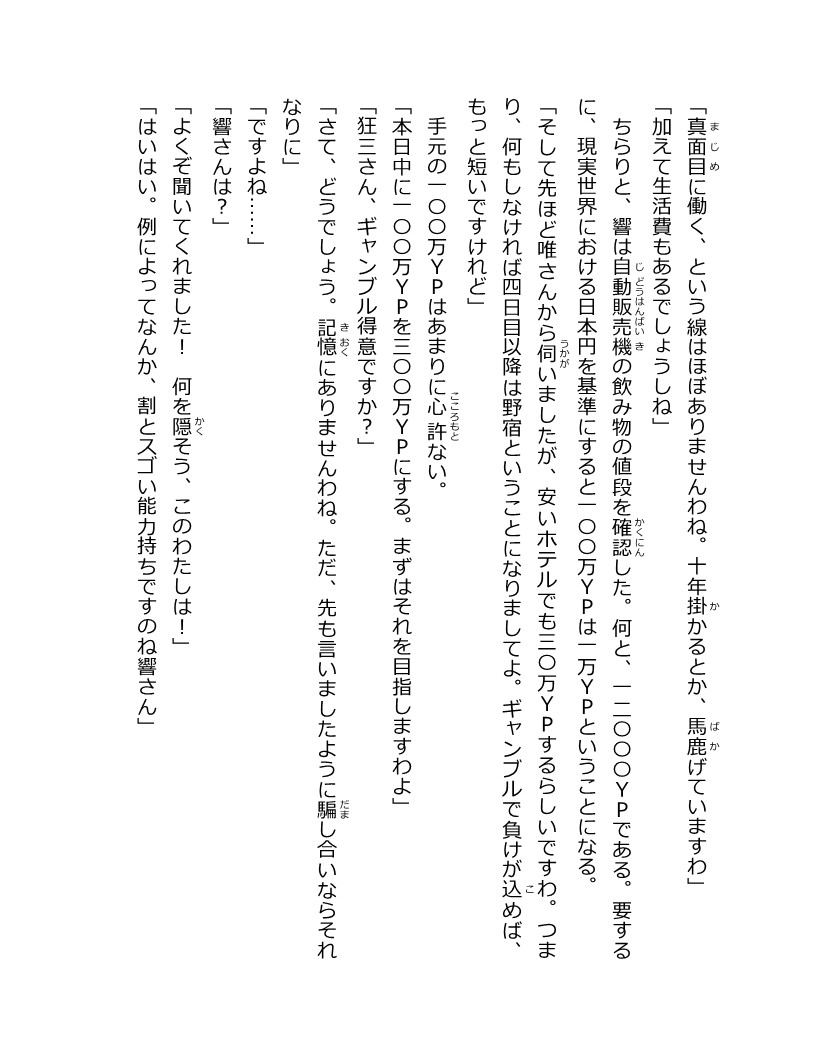 「真面目に働く、という線はほぼありませんわね。十年掛かるとか、馬鹿げていますわ」
「加えて生活費もあるでしょうしね」
　ちらりと、響は自動販売機の飲み物の値段を確認した。何と、一二〇〇〇ＹＰである。要する
に、現実世界における日本円を基準にすると一〇〇万ＹＰは一万ＹＰということになる。
「そして先ほど唯さんから伺いましたが、安いホテルでも三〇万ＹＰするらしいですわ。つま
り、何もしなければ四日目以降は野宿ということになりましてよ。ギャンブルで負けが込めば、
もっと短いですけれど」
　手元の一〇〇万ＹＰはあまりに心許ない。
「本日中に一〇〇万ＹＰを三〇〇万ＹＰにする。まずはそれを目指しますわよ」
「狂三さん、ギャンブル得意ですか？」
「さて、どうでしょう。記憶にありませんわね。ただ、先も言いましたように騙し合いならそれ
なりに」
「ですよね……」
「響さんは？」
「よくぞ聞いてくれました！　何を隠そう、このわたしは！」
「はいはい。例によってなんか、割とスゴい能力持ちですのね響さん」